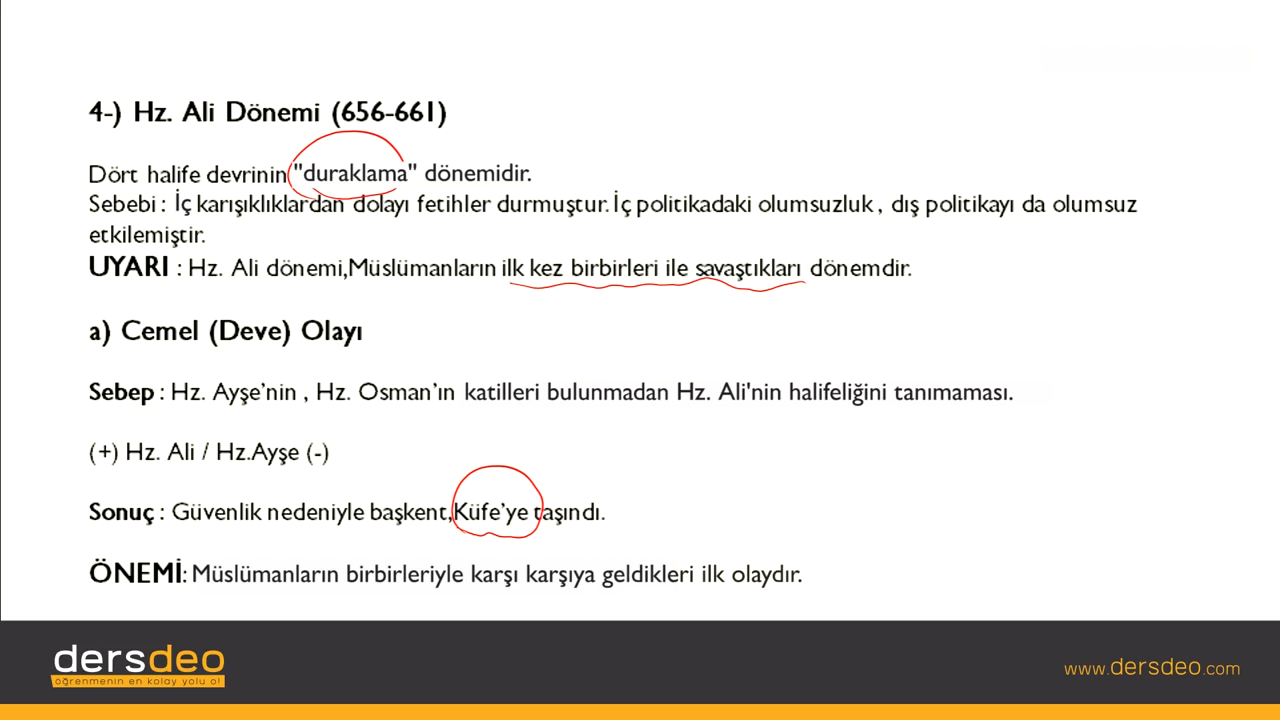 4-) Hz. Ali Dönemi (656-661)
Dört halife devrinin "duraklama" dönemidir.
Sebebi : İç karışıklıklardan dolayı fetihler durmuştur. İç politikadaki olumsuzluk , dış politikayı da olumsuz
etkilemiştir.
UYARI : Hz. Ali dönemi,Müslümanların ilk kez birbirleri ile savaştıkları dönemdir.
a) Cemel (Deve) Olayı
Sebep : Hz. Ayşe’nin , Hz. Osman’ın katilleri bulunmadan Hz. Ali'nin halifeliğini tanımaması.
(+) Hz. Ali / Hz.Ayşe (-)
Sonuç : Güvenlik nedeniyle başkent,Küfe’ye taşındı.
ÖNEMİ: Müslümanların birbirleriyle karşı karşıya geldikleri ilk olaydır.
dersdeo
öğrenmenin en kolay yolu o!
www.dersdeo.com